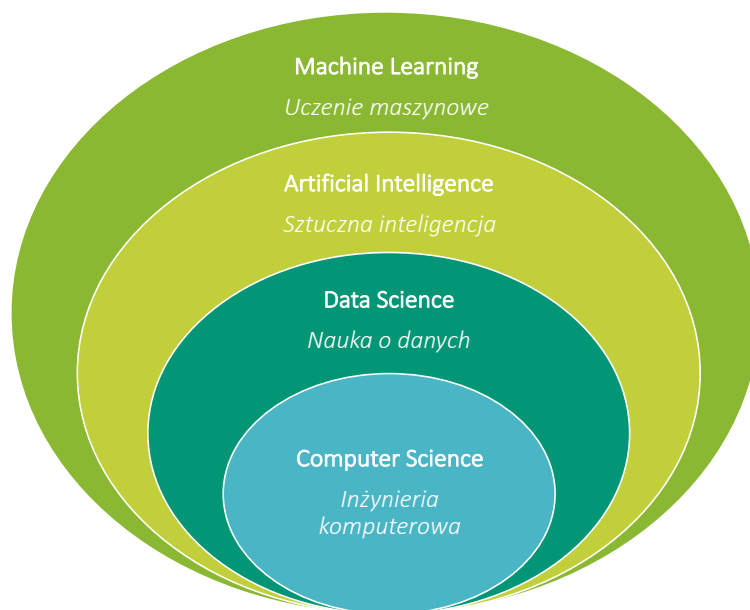 Machine Learning
Uczenie maszynowe
Artificial Intelligence
Sztuczna inteligencja
Data Science
Nauka o danych
Computer Science
Inżynieria
komputerowa